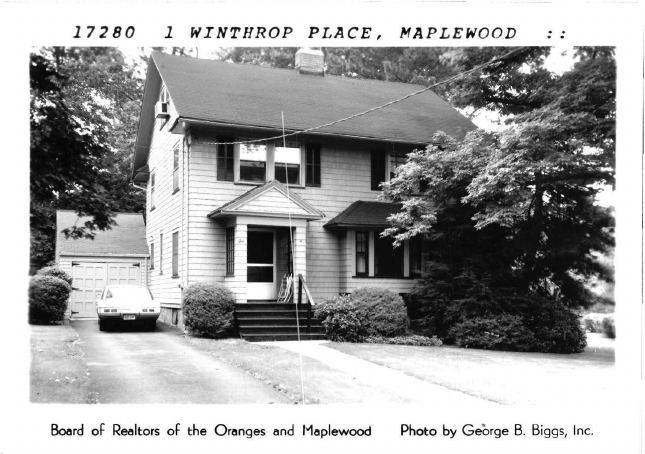 17280 1 WINTHROP PLACE, MAPLEWOOD ::
Board of Realtors of the Oranges and Maplewood Photo by George B. Biggs, Inc.